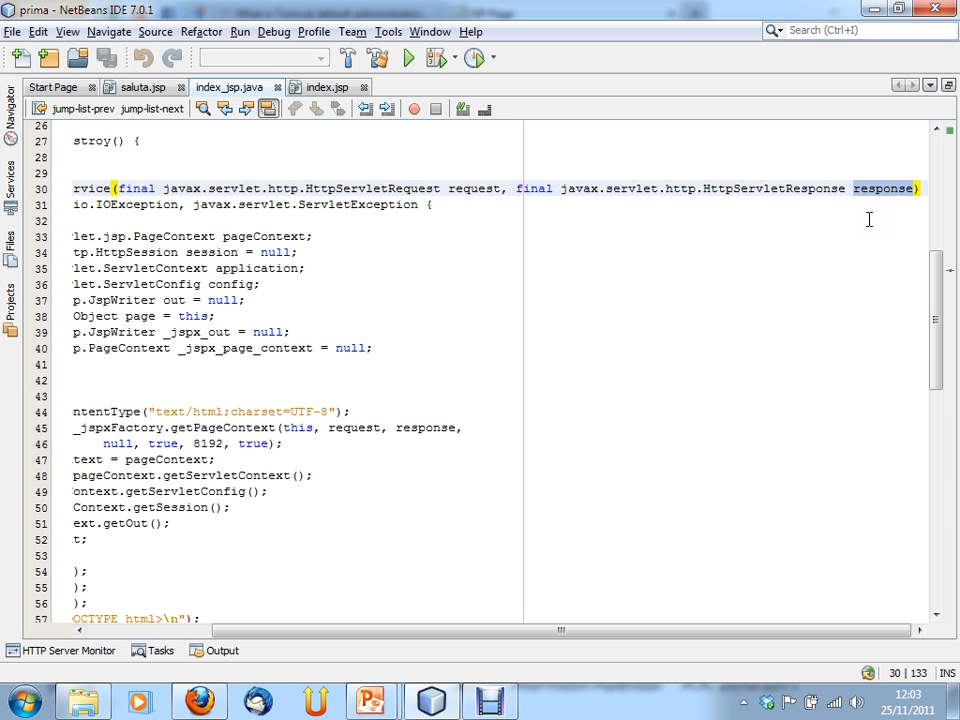 prima - NetBeans IDE 7.0.1
File Edit View Navigate Source Refactor Run Debug Profile Team Tools Window Help
Search (Ctrl+I)
Start Page saluta.jsp index_jsp.java index.jsp
jump-list-prev jump-list-next
Navigator
Services
Files
Projects
26
27 stroy() {
28
29
30 rvice(final javax.servlet.http.HttpServletRequest request, final javax.servlet.http.HttpServletResponse response)
31 io.IOException, javax.servlet.ServletException {
32
33 let.jsp.PageContext pageContext;
34 tp.HttpSession session = null;
35 let.ServletContext application;
36 let.ServletConfig config;
37 p.JspWriter out = null;
38 Object page = this;
39 p.JspWriter _jspx_out = null;
40 p.PageContext _jspx_page_context = null;
41
42
43
44 ntentType("text/html;charset=UTF-8");
45 _jspxFactory.getPageContext(this, request, response,
46 null, true, 8192, true);
47 text = pageContext;
48 pageContext.getServletContext();
49 ontext.getServletConfig();
50 Context.getSession();
51 ext.getOut();
52 t;
53
54 );
55 );
56 );
57 OCTYPE html>\n");
HTTP Server Monitor Tasks Output
30 | 133 INS
12:03
25/11/2011